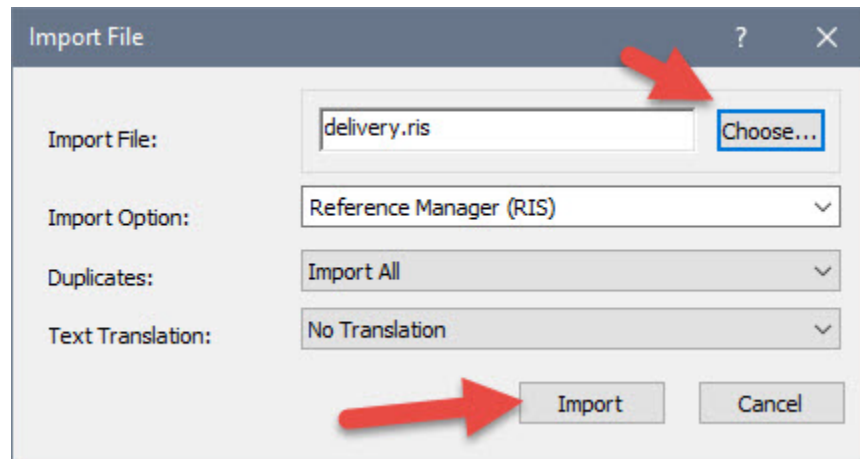 Import File
?
Import File:
delivery.ris
Choose...
Import Option:
Reference Manager (RIS)
Duplicates:
Import All
Text Translation:
No Translation
Import
Cancel